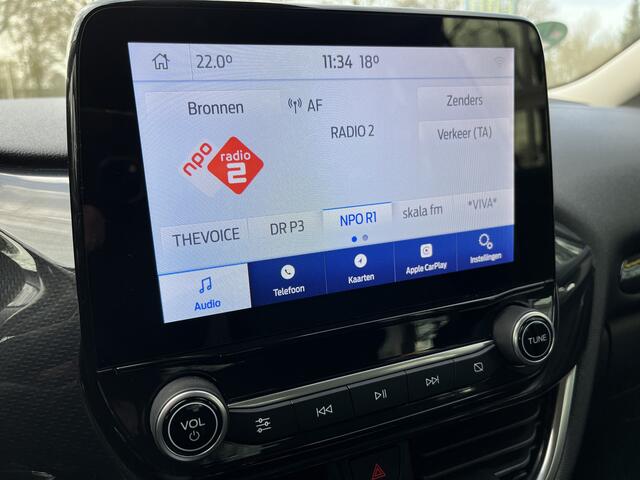 22.0° 11:34 18°
Bronnen AF Zenders
RADIO 2 Verkeer (TA)
npo radio 2
THEVOICE DR P3 NPO R1 skala fm *VIVA*
Audio Telefoon Kaarten Apple CarPlay Instellingen
VOL TUNE